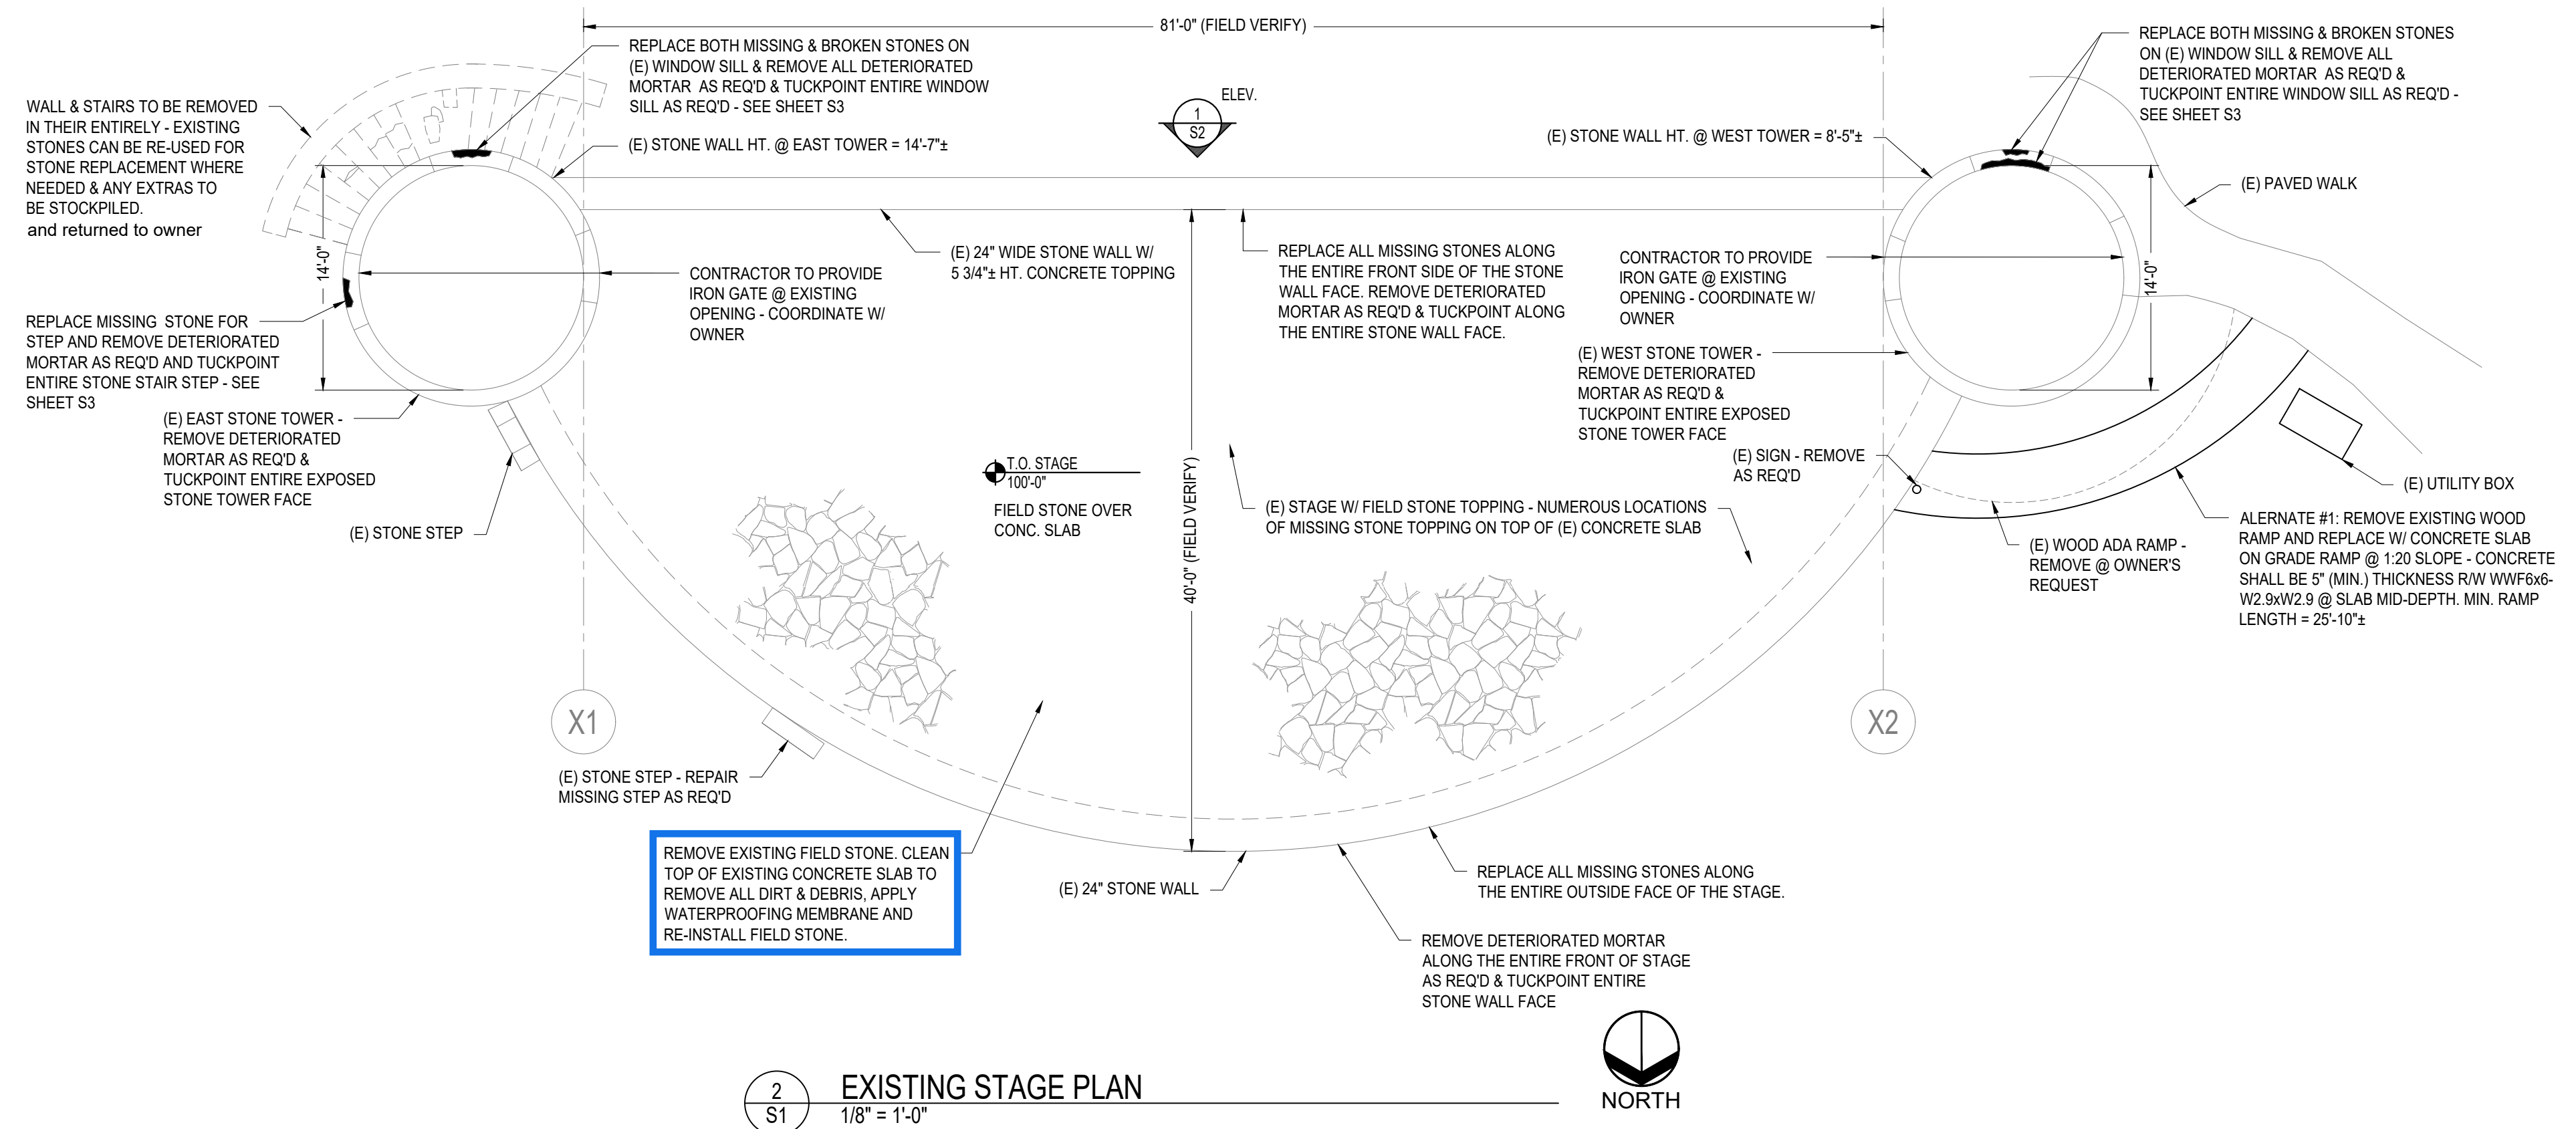 81'-0" (FIELD VERIFY)
REPLACE BOTH MISSING & BROKEN STONES ON
(E) WINDOW SILL & REMOVE ALL DETERIORATED
MORTAR AS REQ'D & TUCKPOINT ENTIRE WINDOW
SILL AS REQ'D - SEE SHEET S3
REPLACE BOTH MISSING & BROKEN STONES
ON (E) WINDOW SILL & REMOVE ALL
DETERIORATED MORTAR AS REQ'D &
TUCKPOINT ENTIRE WINDOW SILL AS REQ'D -
SEE SHEET S3
WALL & STAIRS TO BE REMOVED
IN THEIR ENTIRELY - EXISTING
STONES CAN BE RE-USED FOR
STONE REPLACEMENT WHERE
NEEDED & ANY EXTRAS TO
BE STOCKPILED.
and returned to owner
ELEV.
1
S2
(E) STONE WALL HT. @ EAST TOWER = 14'-7"±
(E) STONE WALL HT. @ WEST TOWER = 8'-5"±
(E) PAVED WALK
14'-0"
14'-0"
(E) 24" WIDE STONE WALL W/
5 3/4"± HT. CONCRETE TOPPING
REPLACE ALL MISSING STONES ALONG
THE ENTIRE FRONT SIDE OF THE STONE
WALL FACE. REMOVE DETERIORATED
MORTAR AS REQ'D & TUCKPOINT ALONG
THE ENTIRE STONE WALL FACE.
CONTRACTOR TO PROVIDE
IRON GATE @ EXISTING
OPENING - COORDINATE W/
OWNER
CONTRACTOR TO PROVIDE
IRON GATE @ EXISTING
OPENING - COORDINATE W/
OWNER
REPLACE MISSING STONE FOR
STEP AND REMOVE DETERIORATED
MORTAR AS REQ'D AND TUCKPOINT
ENTIRE STONE STAIR STEP - SEE
SHEET S3
(E) WEST STONE TOWER -
REMOVE DETERIORATED
MORTAR AS REQ'D &
TUCKPOINT ENTIRE EXPOSED
STONE TOWER FACE
(E) EAST STONE TOWER -
REMOVE DETERIORATED
MORTAR AS REQ'D &
TUCKPOINT ENTIRE EXPOSED
STONE TOWER FACE
(E) SIGN - REMOVE
AS REQ'D
T.O. STAGE
100'-0"
FIELD STONE OVER
CONC. SLAB
40'-0" (FIELD VERIFY)
(E) STAGE W/ FIELD STONE TOPPING - NUMEROUS LOCATIONS
OF MISSING STONE TOPPING ON TOP OF (E) CONCRETE SLAB
(E) UTILITY BOX
(E) STONE STEP
(E) WOOD ADA RAMP -
REMOVE @ OWNER'S
REQUEST
ALERNATE #1: REMOVE EXISTING WOOD
RAMP AND REPLACE W/ CONCRETE SLAB
ON GRADE RAMP @ 1:20 SLOPE - CONCRETE
SHALL BE 5" (MIN.) THICKNESS R/W WWF6x6-
W2.9xW2.9 @ SLAB MID-DEPTH. MIN. RAMP
LENGTH = 25'-10"±
X1
X2
(E) STONE STEP - REPAIR
MISSING STEP AS REQ'D
REMOVE EXISTING FIELD STONE. CLEAN
TOP OF EXISTING CONCRETE SLAB TO
REMOVE ALL DIRT & DEBRIS, APPLY
WATERPROOFING MEMBRANE AND
RE-INSTALL FIELD STONE.
(E) 24" STONE WALL
REPLACE ALL MISSING STONES ALONG
THE ENTIRE OUTSIDE FACE OF THE STAGE.
REMOVE DETERIORATED MORTAR
ALONG THE ENTIRE FRONT OF STAGE
AS REQ'D & TUCKPOINT ENTIRE
STONE WALL FACE
NORTH
2
S1
EXISTING STAGE PLAN
1/8" = 1'-0"